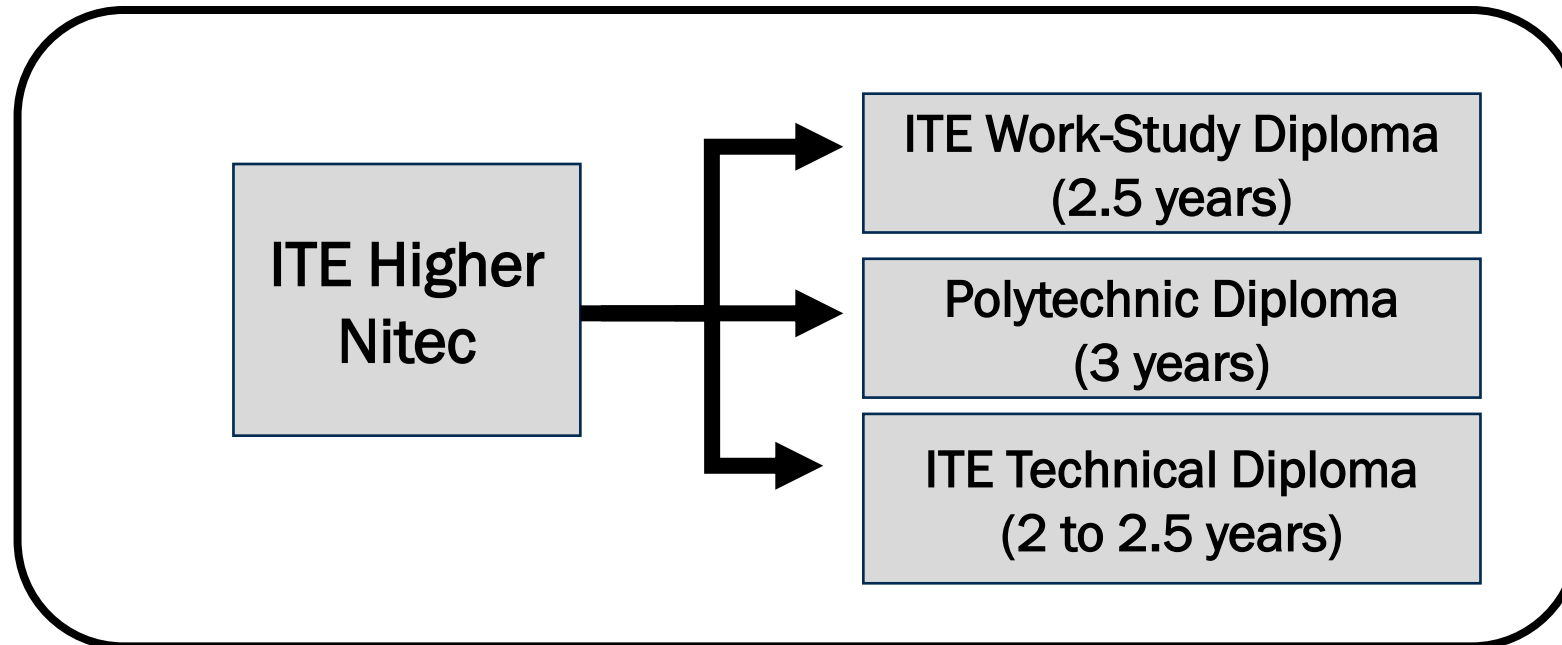 ITE Higher
Nitec
ITE Work-Study Diploma
(2.5 years)
Polytechnic Diploma
(3 years)
ITE Technical Diploma
(2 to 2.5 years)